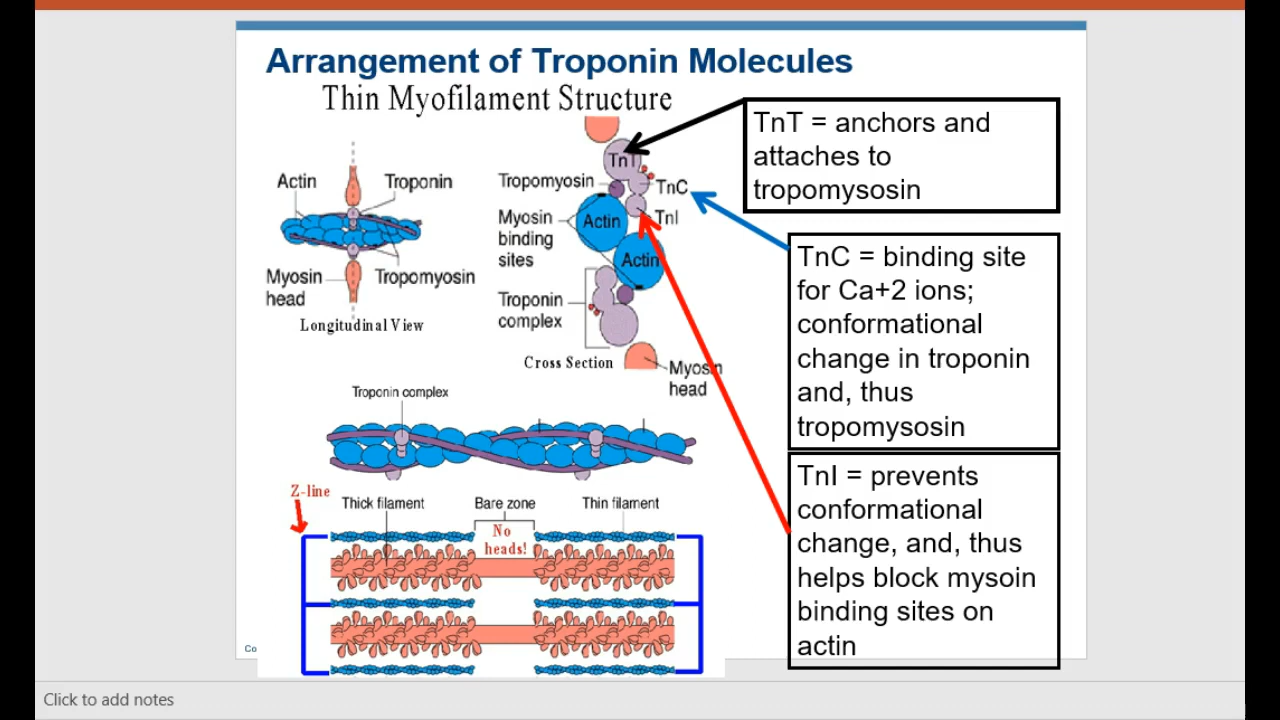 Arrangement of Troponin Molecules
Thin Myofilament Structure
Actin
Troponin
Myosin
head
Tropomyosin
Longitudinal View
TnT
Tropomyosin
TnC
Myosin
binding
sites
Actin
TnI
Actin
Troponin
complex
Cross Section
Myosin
head
TnT = anchors and
attaches to
tropomysosin
TnC = binding site
for Ca+2 ions;
conformational
change in troponin
and, thus
tropomysosin
TnI = prevents
conformational
change, and, thus
helps block mysoin
binding sites on
actin
Troponin complex
Z-line
Thick filament
Bare zone
Thin filament
No
heads!
Co
Click to add notes